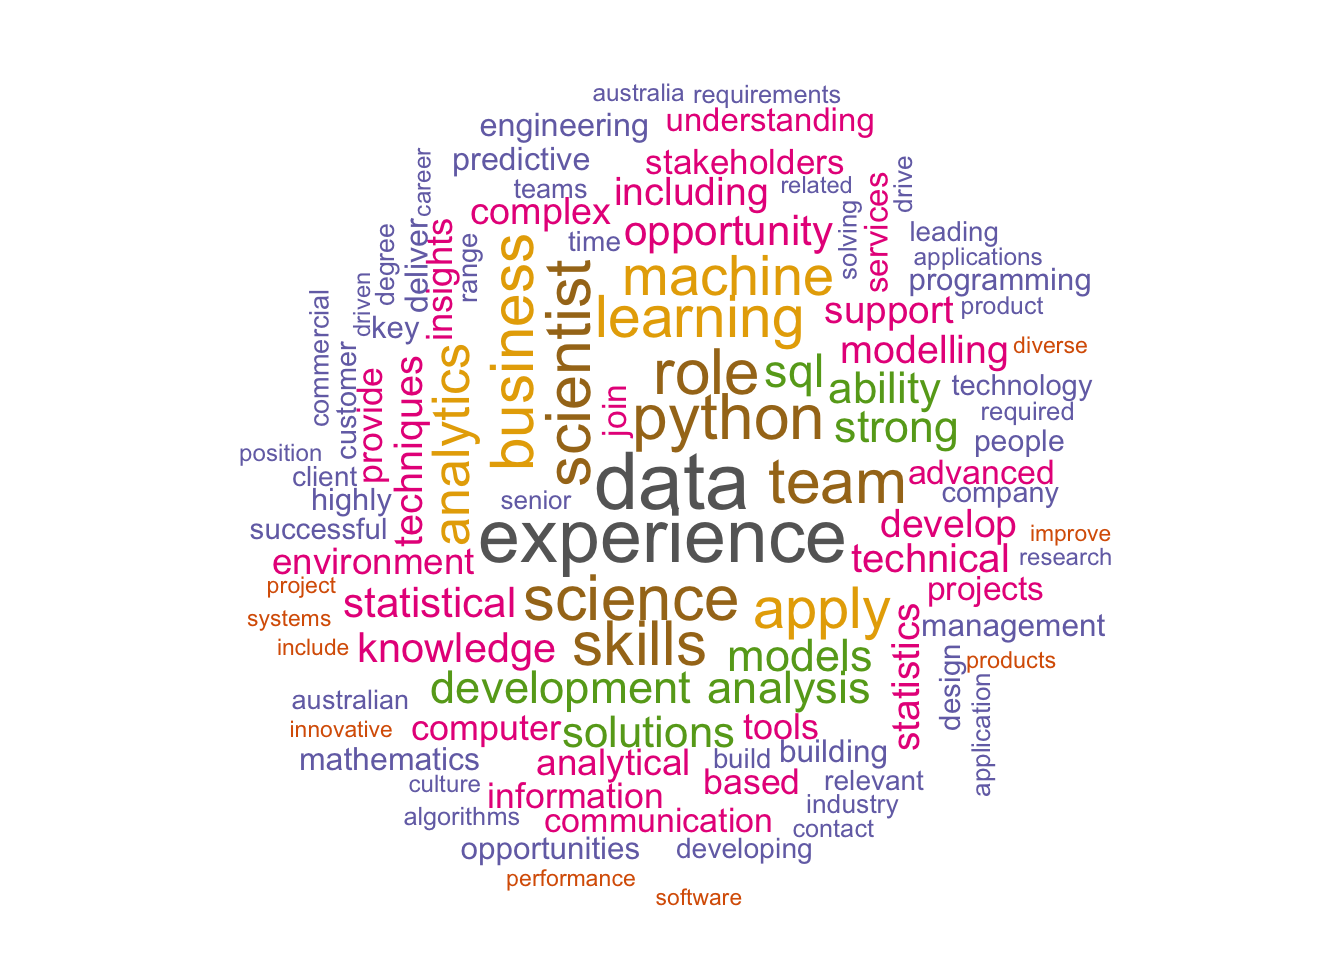 australia
requirements
engineering
understanding
predictive
stakeholders
career
teams
including
related
drive
complex
time
opportunity
solving
services
leading
applications
degree
deliver
insights
range
business
scientist
machine
programming
commercial
driven
key
learning
support
product
customer
provide
techniques
analytics
join
role
sql
modelling
diverse
ability
technology
python
strong
required
people
position
client
highly
senior
data
team
advanced
company
successful
experience
develop
improve
environment
technical
research
project
statistical
science
apply
projects
systems
include
knowledge
skills
models
statistics
management
design
products
application
development
analysis
australian
innovative
computer
solutions
tools
mathematics
analytical
build
building
culture
information
based
relevant
industry
algorithms
communication
contact
opportunities
developing
performance
software